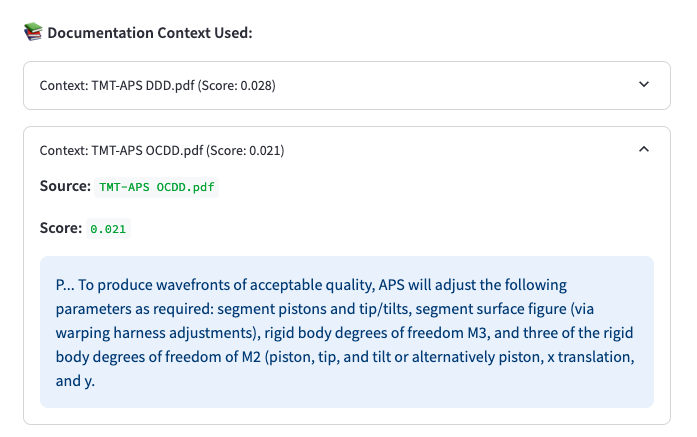 📚 Documentation Context Used:
Context: TMT-APS DDD.pdf (Score: 0.028)
Context: TMT-APS OCDD.pdf (Score: 0.021)
Source: TMT-APS OCDD.pdf
Score: 0.021
P... To produce wavefronts of acceptable quality, APS will adjust the following
parameters as required: segment pistons and tip/tilts, segment surface figure (via
warping harness adjustments), rigid body degrees of freedom M3, and three of the rigid
body degrees of freedom of M2 (piston, tip, and tilt or alternatively piston, x translation,
and y.